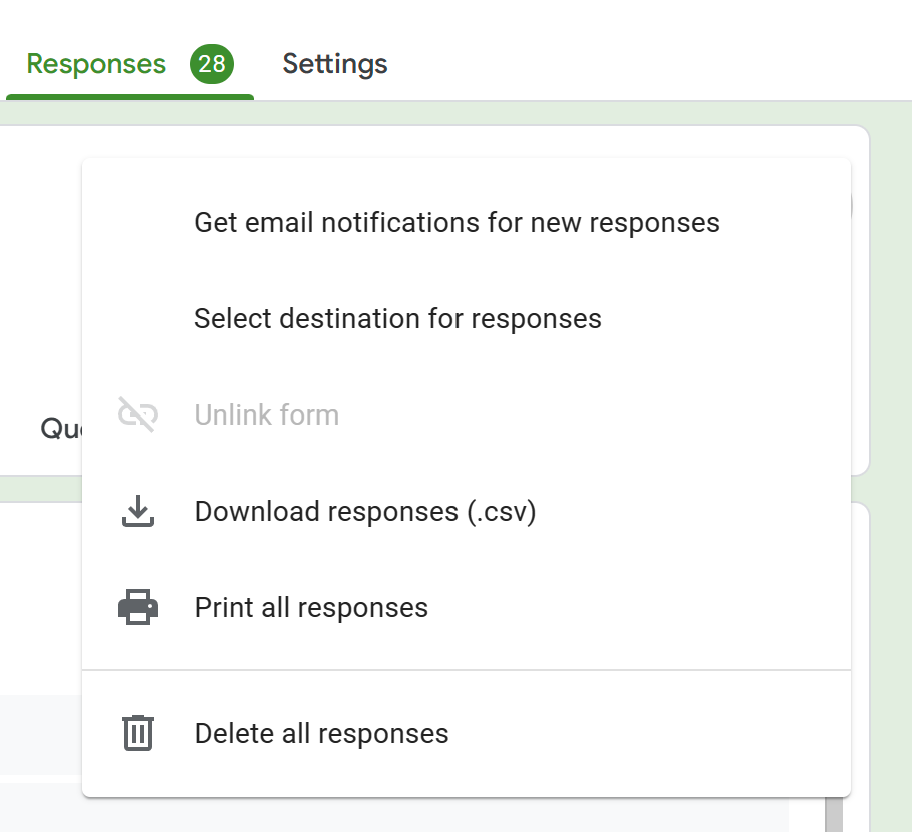 Responses 28 Settings
Get email notifications for new responses
Select destination for responses
Unlink form
Download responses (.csv)
Print all responses
Delete all responses